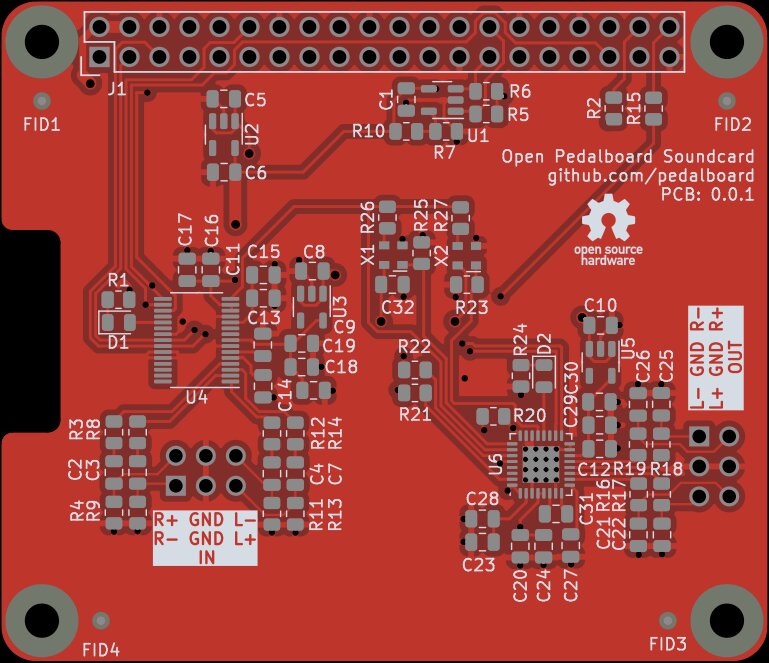 J1
FID1
C5
U2
C6
C1
R6
R5
R10
U1
R7
R2
R15
FID2
Open Pedalboard Soundcard
github.com/pedalboard
PCB: 0.0.1
open source
hardware
C17
C16
C11
C15
C8
R26
R25
R27
X1
X2
R1
C13
U3
C32
R23
C10
D1
C9
C19
C18
R22
R24
D2
U5
C30
C26
C25
L- GND R-
L+ GND R+
OUT
U4
C14
R21
R20
C29
R3
R8
R12
R14
U6
C12
R19
R18
C2
C3
C4
C7
R4
R9
R11
R13
C28
C31
R16
R17
C21
C22
R+ GND L-
R- GND L+
IN
C23
C20
C24
C27
FID4
FID3